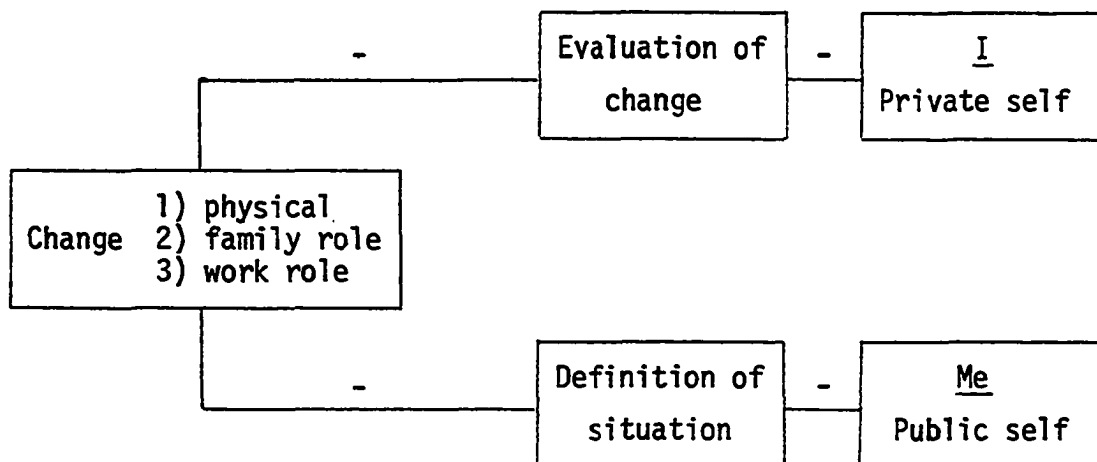 -
Evaluation of
change
-
I
Private self
Change
1) physical
2) family role
3) work role
-
Definition of
situation
-
Me
Public self